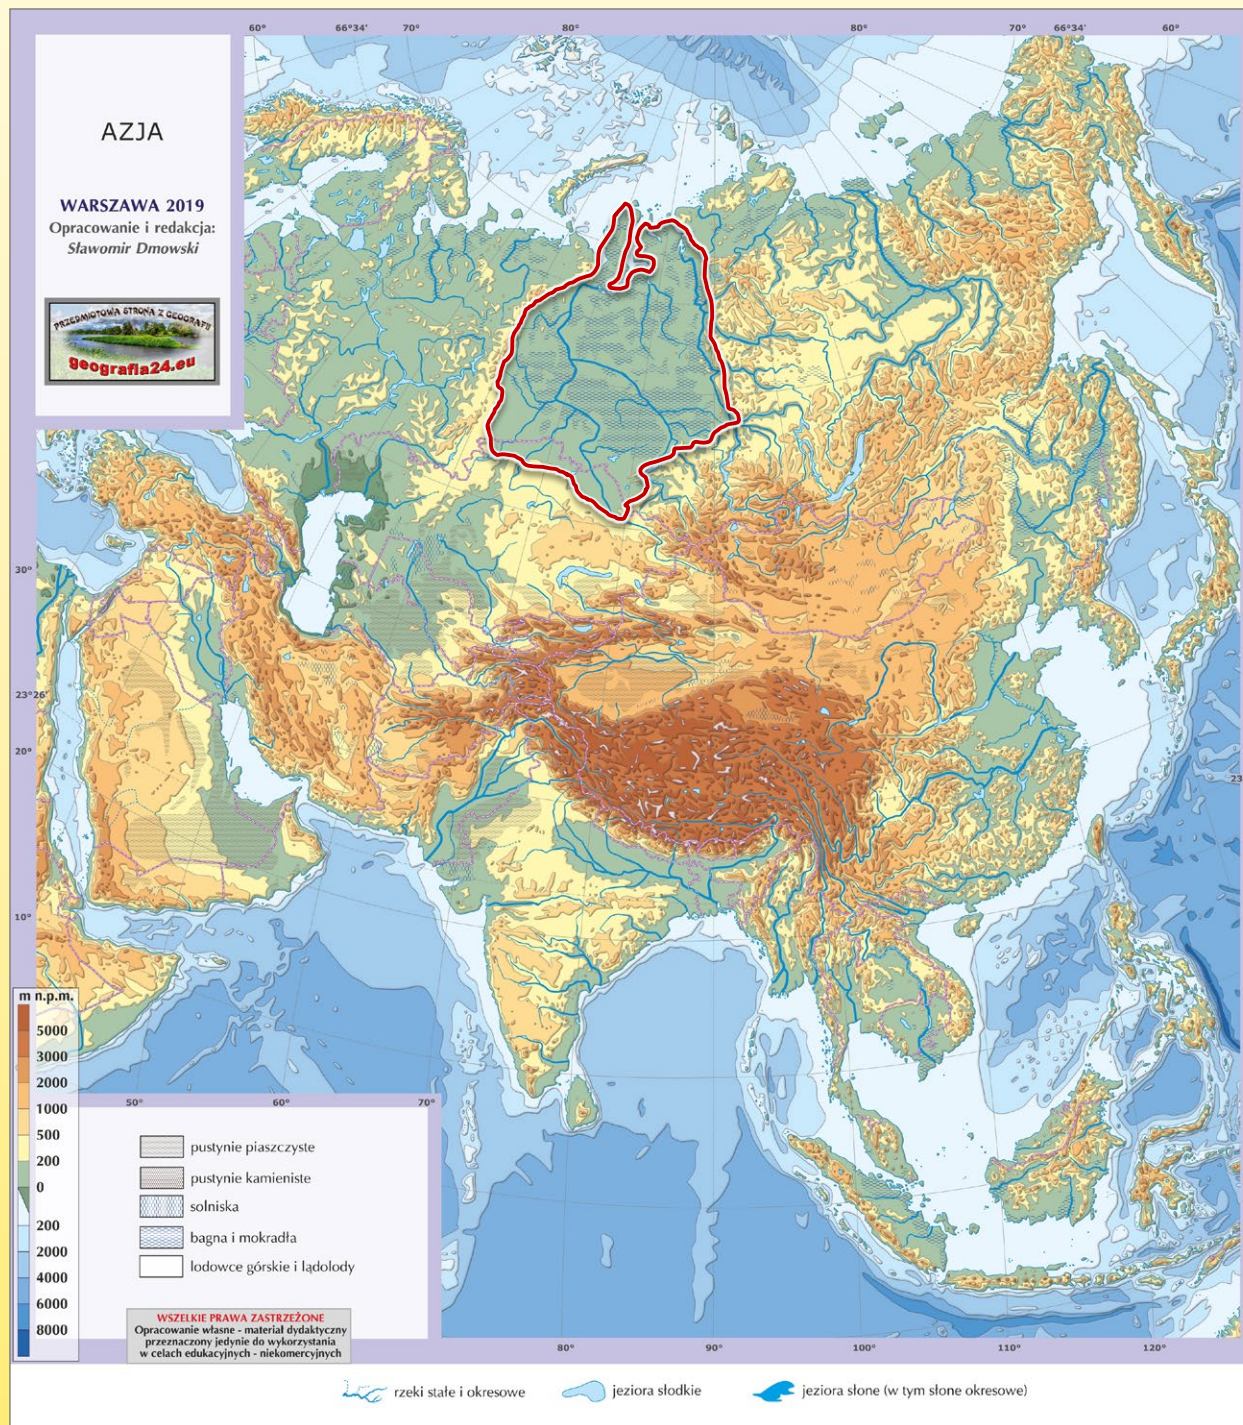 60° 66°34' 70° 80° 80° 70° 66°34' 60°
AZJA
WARSZAWA 2019
Opracowanie i redakcja:
Sławomir Dmowski
PRZEDMIOTOWA STRONA Z GEOGRAFII
geografia24.eu
30°
23°26'
20°
23
10°
m n.p.m.
5000
3000
2000
1000
500
200
0
200
2000
4000
6000
8000
50° 60° 70°
pustynie piaszczyste
pustynie kamieniste
solniska
bagna i mokradła
lodowce górskie i lądolody
WSZELKIE PRAWA ZASTRZEŻONE
Opracowanie własne - materiał dydaktyczny
przeznaczony jedynie do wykorzystania
w celach edukacyjnych - niekomercyjnych
80° 90° 100° 110° 120°
rzeki stałe i okresowe
jeziora słodkie
jeziora słone (w tym słone okresowe)